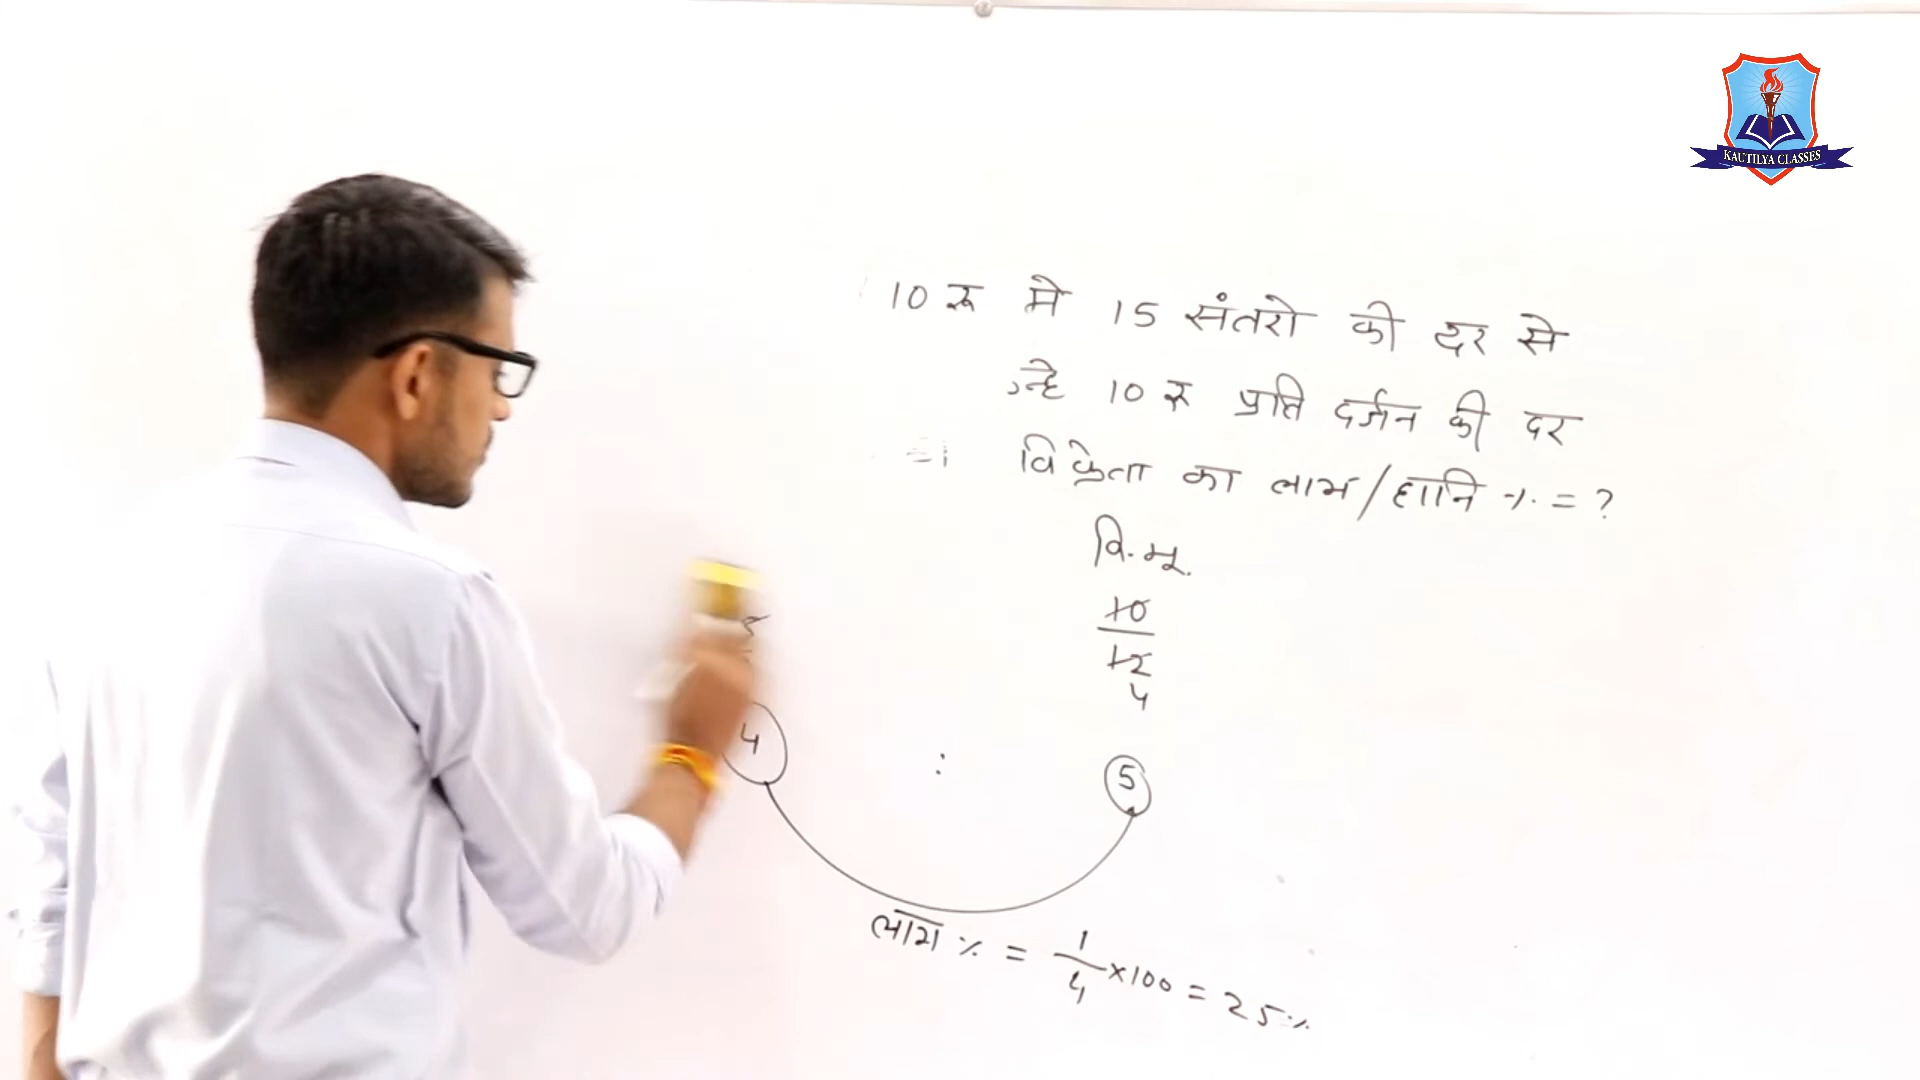 KAUTILYA CLASSES
10 रू मे 15 संतरो की दर से
10 रू प्रति दर्जन की दर
विक्रेता का लाभ/हानि % = ?
वि.मू.
10
12
4
4 : 5
लाभ % = 1/4 ×100 = 25%